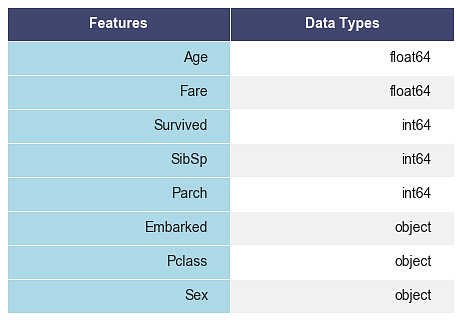 Features Data Types
Age float64
Fare float64
Survived int64
SibSp int64
Parch int64
Embarked object
Pclass object
Sex object